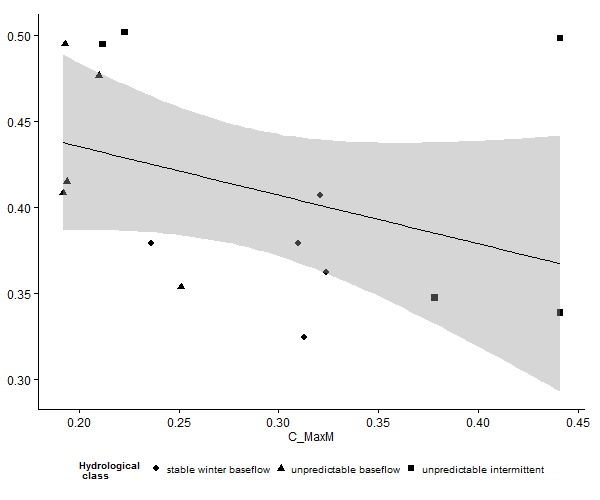 0.50
0.45
0.40
0.35
0.30
0.20 0.25 0.30 0.35 0.40 0.45
C_MaxM
Hydrological
class
stable winter baseflow unpredictable baseflow unpredictable intermittent